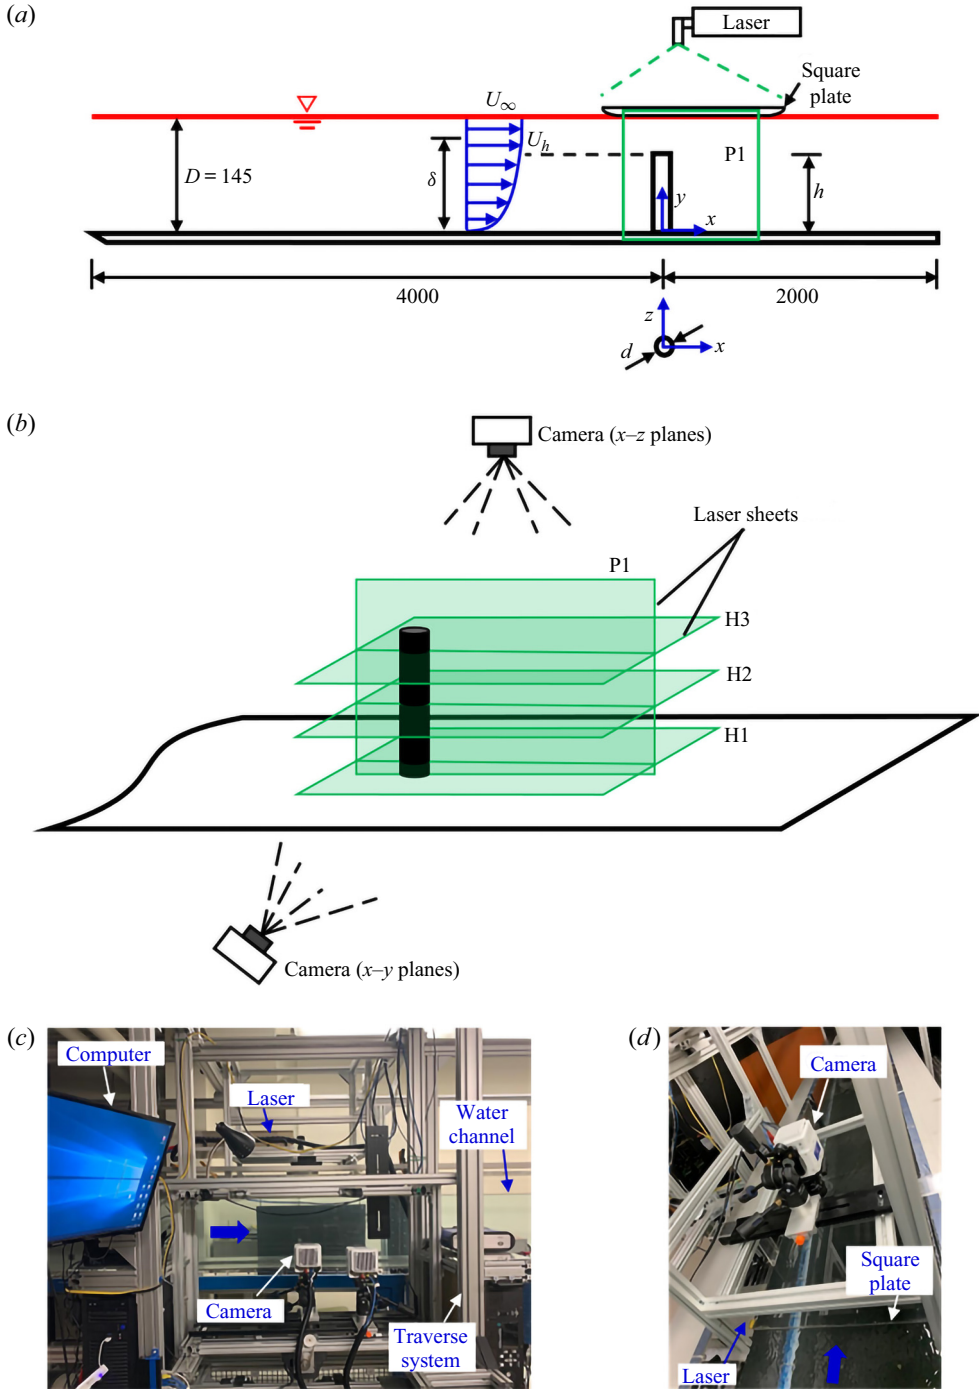 (a)
Laser
Square
plate
U∞
Uh
P1
D = 145
δ
h
y
x
4000
2000
z
d
x
(b)
Camera (x–z planes)
Laser sheets
P1
H3
H2
H1
Camera (x–y planes)
(c)
Computer
Laser
Water
channel
Camera
Traverse
system
(d)
Camera
Square
plate
Laser